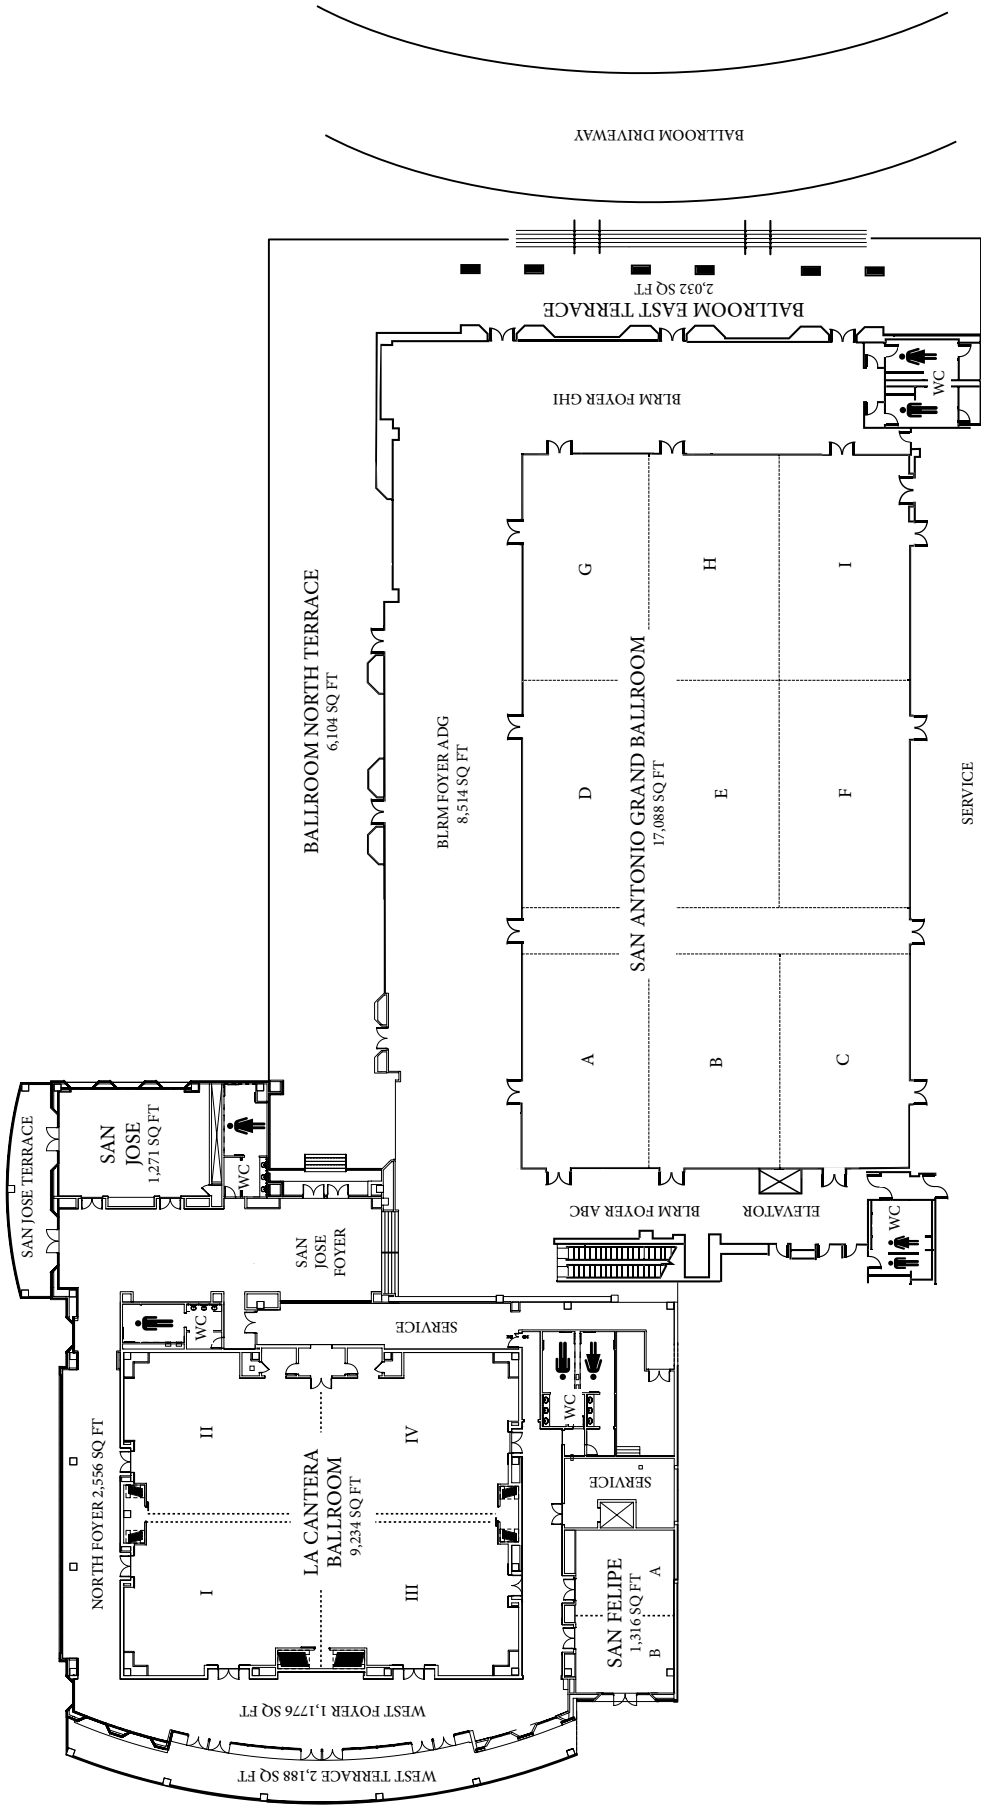 BALLROOM DRIVEWAY
BALLROOM EAST TERRACE
2,032 SQ FT
WC
BLRM FOYER GHI
BALLROOM NORTH TERRACE
6,104 SQ FT
BLRM FOYER ADG
8,514 SQ FT
SAN ANTONIO GRAND BALLROOM
17,088 SQ FT
G
H
I
D
E
F
A
B
C
SERVICE
SAN JOSE TERRACE
SAN
JOSE
1,271 SQ FT
WC
SAN
JOSE
FOYER
BLRM FOYER ABC
ELEVATOR
WC
WC
SERVICE
NORTH FOYER 2,556 SQ FT
II
IV
LA CANTERA
BALLROOM
9,234 SQ FT
I
III
WC
SERVICE
SAN FELIPE
1,316 SQ FT
A
B
WEST FOYER 1,1776 SQ FT
WEST TERRACE 2,188 SQ FT